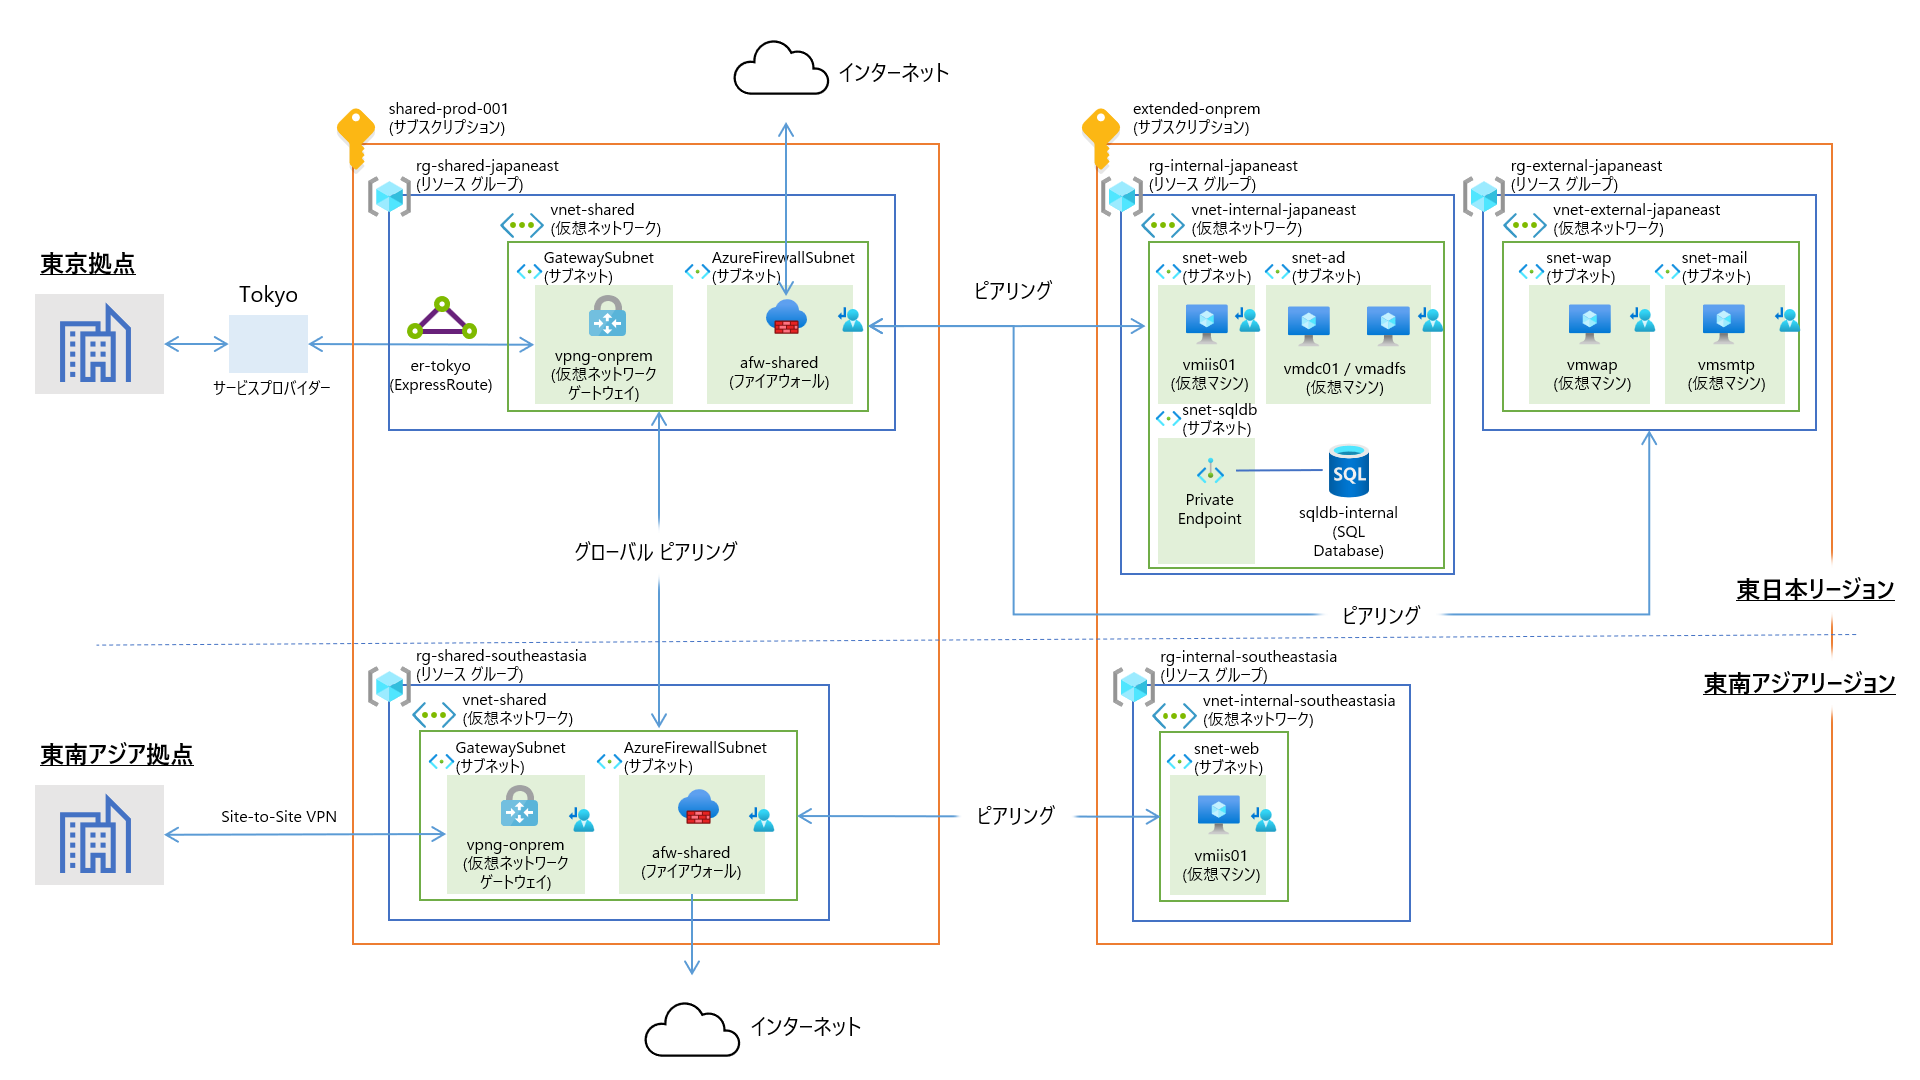 インターネット
shared-prod-001
(サブスクリプション)
extended-onprem
(サブスクリプション)
rg-shared-japaneast
(リソース グループ)
vnet-shared
(仮想ネットワーク)
GatewaySubnet
(サブネット)
AzureFirewallSubnet
(サブネット)
vpng-onprem
(仮想ネットワーク
ゲートウェイ)
afw-shared
(ファイアウォール)
東京拠点
Tokyo
サービスプロバイダー
er-tokyo
(ExpressRoute)
ピアリング
rg-internal-japaneast
(リソース グループ)
vnet-internal-japaneast
(仮想ネットワーク)
snet-web
(サブネット)
snet-ad
(サブネット)
vmiis01
(仮想マシン)
vmdc01 / vmadfs
(仮想マシン)
snet-sqldb
(サブネット)
Private
Endpoint
SQL
sqldb-internal
(SQL
Database)
rg-external-japaneast
(リソース グループ)
vnet-external-japaneast
(仮想ネットワーク)
snet-wap
(サブネット)
snet-mail
(サブネット)
vmwap
(仮想マシン)
vmsmtp
(仮想マシン)
グローバル ピアリング
ピアリング
東日本リージョン
東南アジアリージョン
rg-shared-southeastasia
(リソース グループ)
vnet-shared
(仮想ネットワーク)
GatewaySubnet
(サブネット)
AzureFirewallSubnet
(サブネット)
vpng-onprem
(仮想ネットワーク
ゲートウェイ)
afw-shared
(ファイアウォール)
東南アジア拠点
Site-to-Site VPN
ピアリング
rg-internal-southeastasia
(リソース グループ)
vnet-internal-southeastasia
(仮想ネットワーク)
snet-web
(サブネット)
vmiis01
(仮想マシン)
インターネット